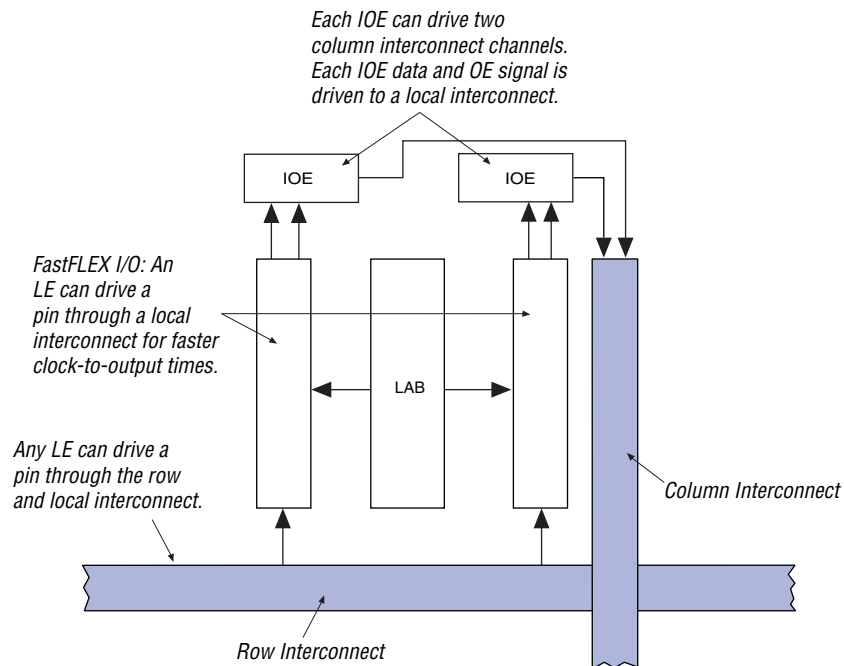 Each IOE can drive two
column interconnect channels.
Each IOE data and OE signal is
driven to a local interconnect.
IOE
IOE
FastFLEX I/O: An
LE can drive a
pin through a local
interconnect for faster
clock-to-output times.
LAB
Any LE can drive a
pin through the row
and local interconnect.
Column Interconnect
Row Interconnect